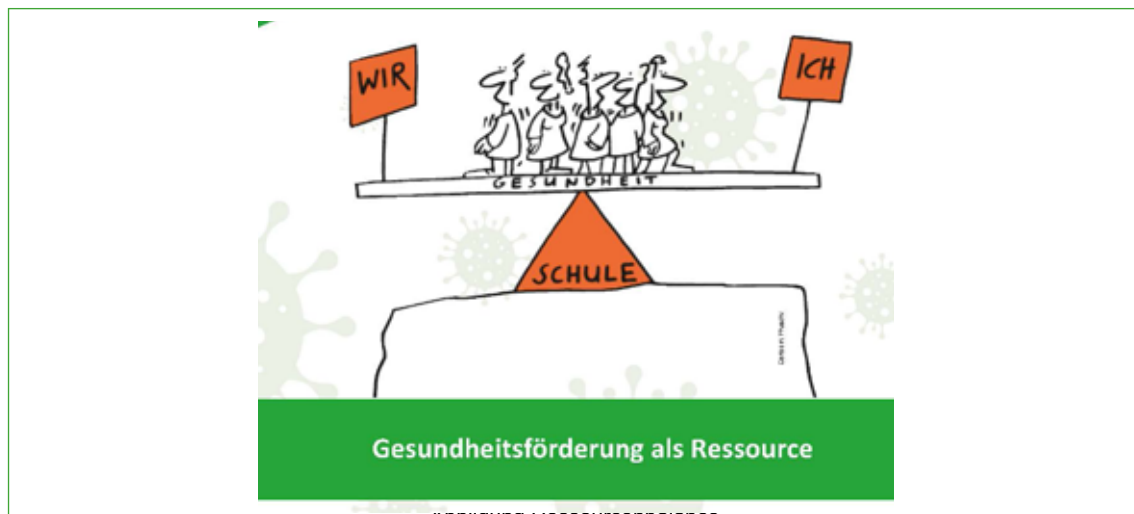 WIR
ICH
GESUNDHEIT
SCHULE
Gesundheitsförderung als Ressource